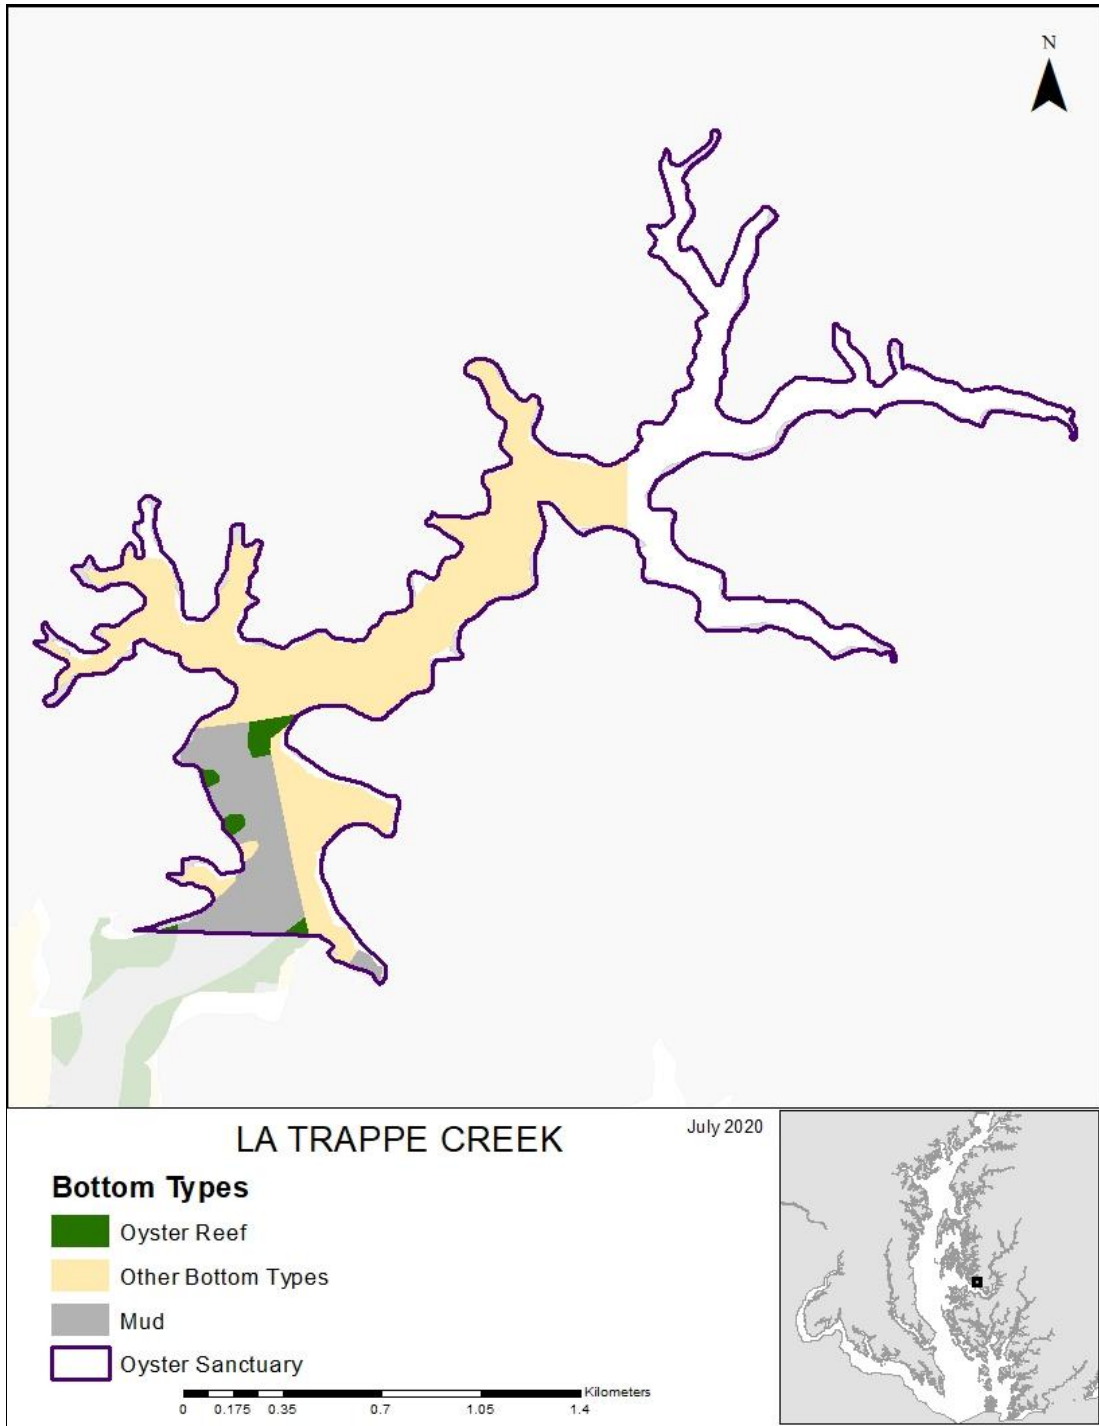 N
LA TRAPPE CREEK
July 2020
Bottom Types
Oyster Reef
Other Bottom Types
Mud
Oyster Sanctuary
Kilometers
0 0.175 0.35 0.7 1.05 1.4